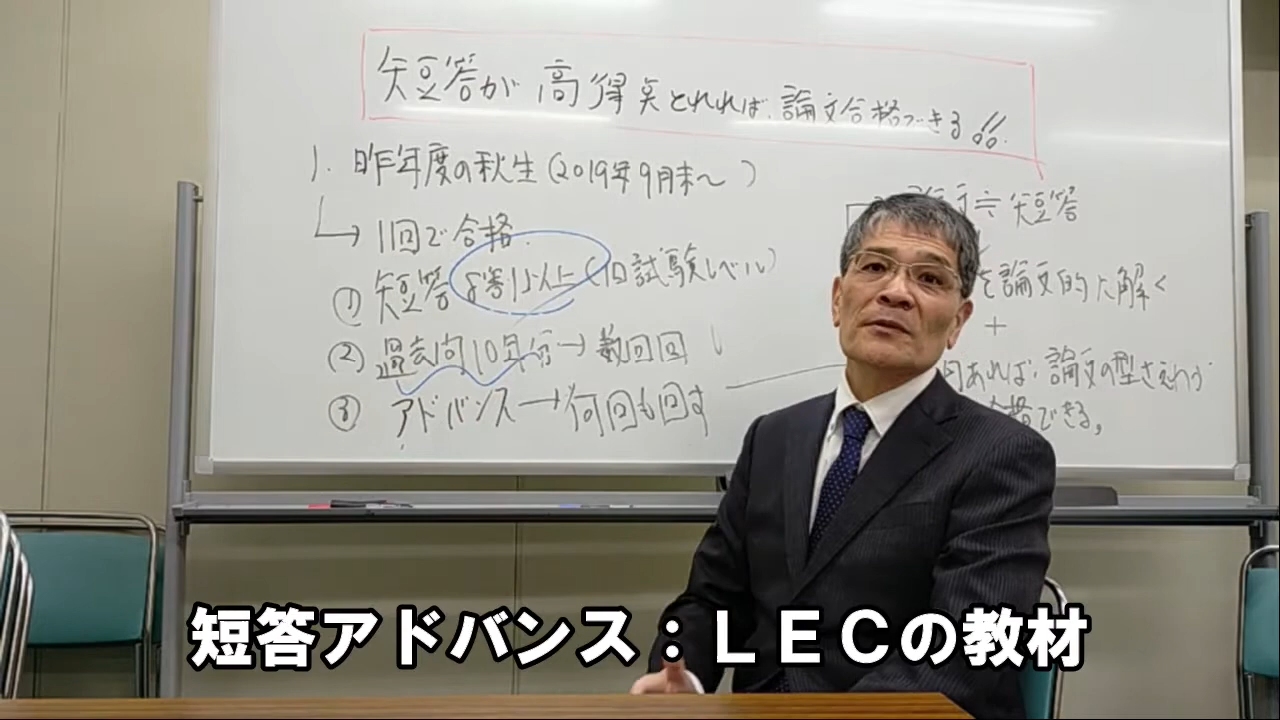 短答が高得点とれれば、論文合格できる!!
1. 昨年度の秋生(2019年9月末～)
→ 1回で合格.
① 短答 8割以上 (旧試験レベル)
② 過去問10年分→数回回
③ アドバンス→何回も回す
≒ 短答
を論文的に解く
+
あれば、論文の型さえわか
できる。
短答アドバンス：ＬＥＣの教材